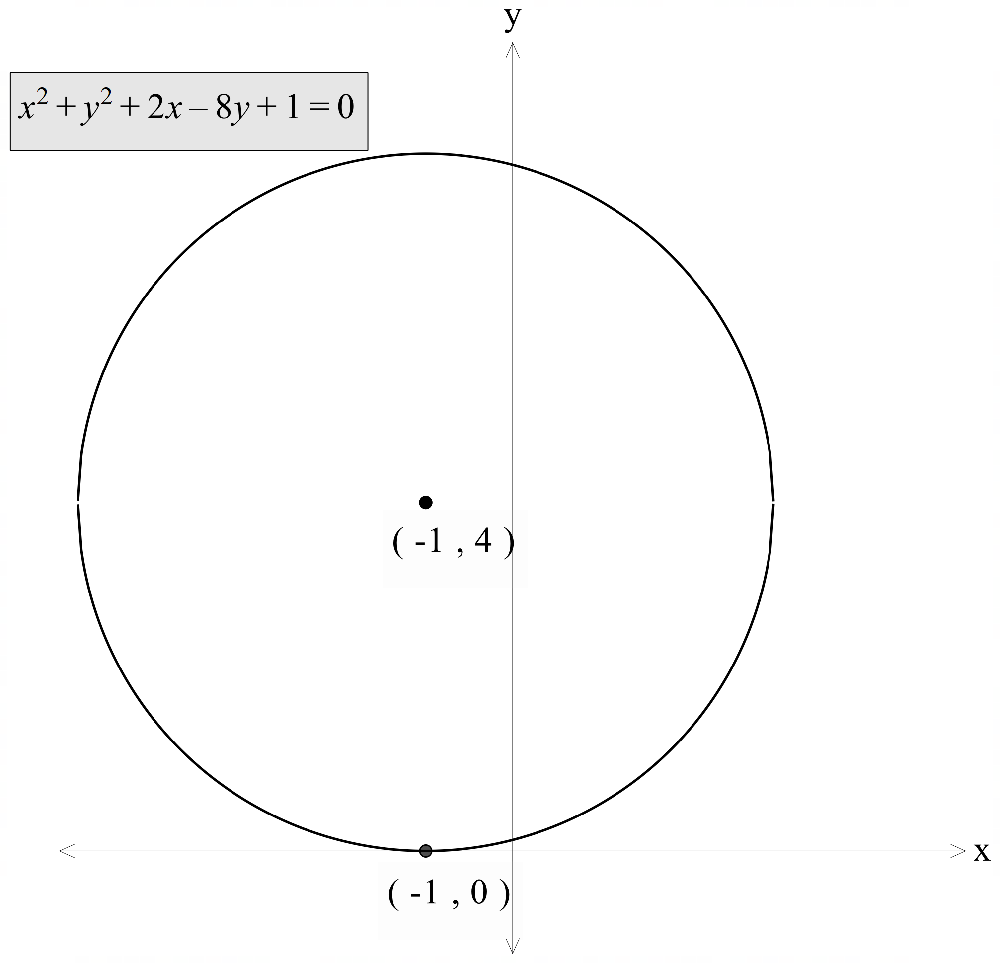 y
x² + y² + 2x – 8y + 1 = 0
( -1 , 4 )
x
( -1 , 0 )